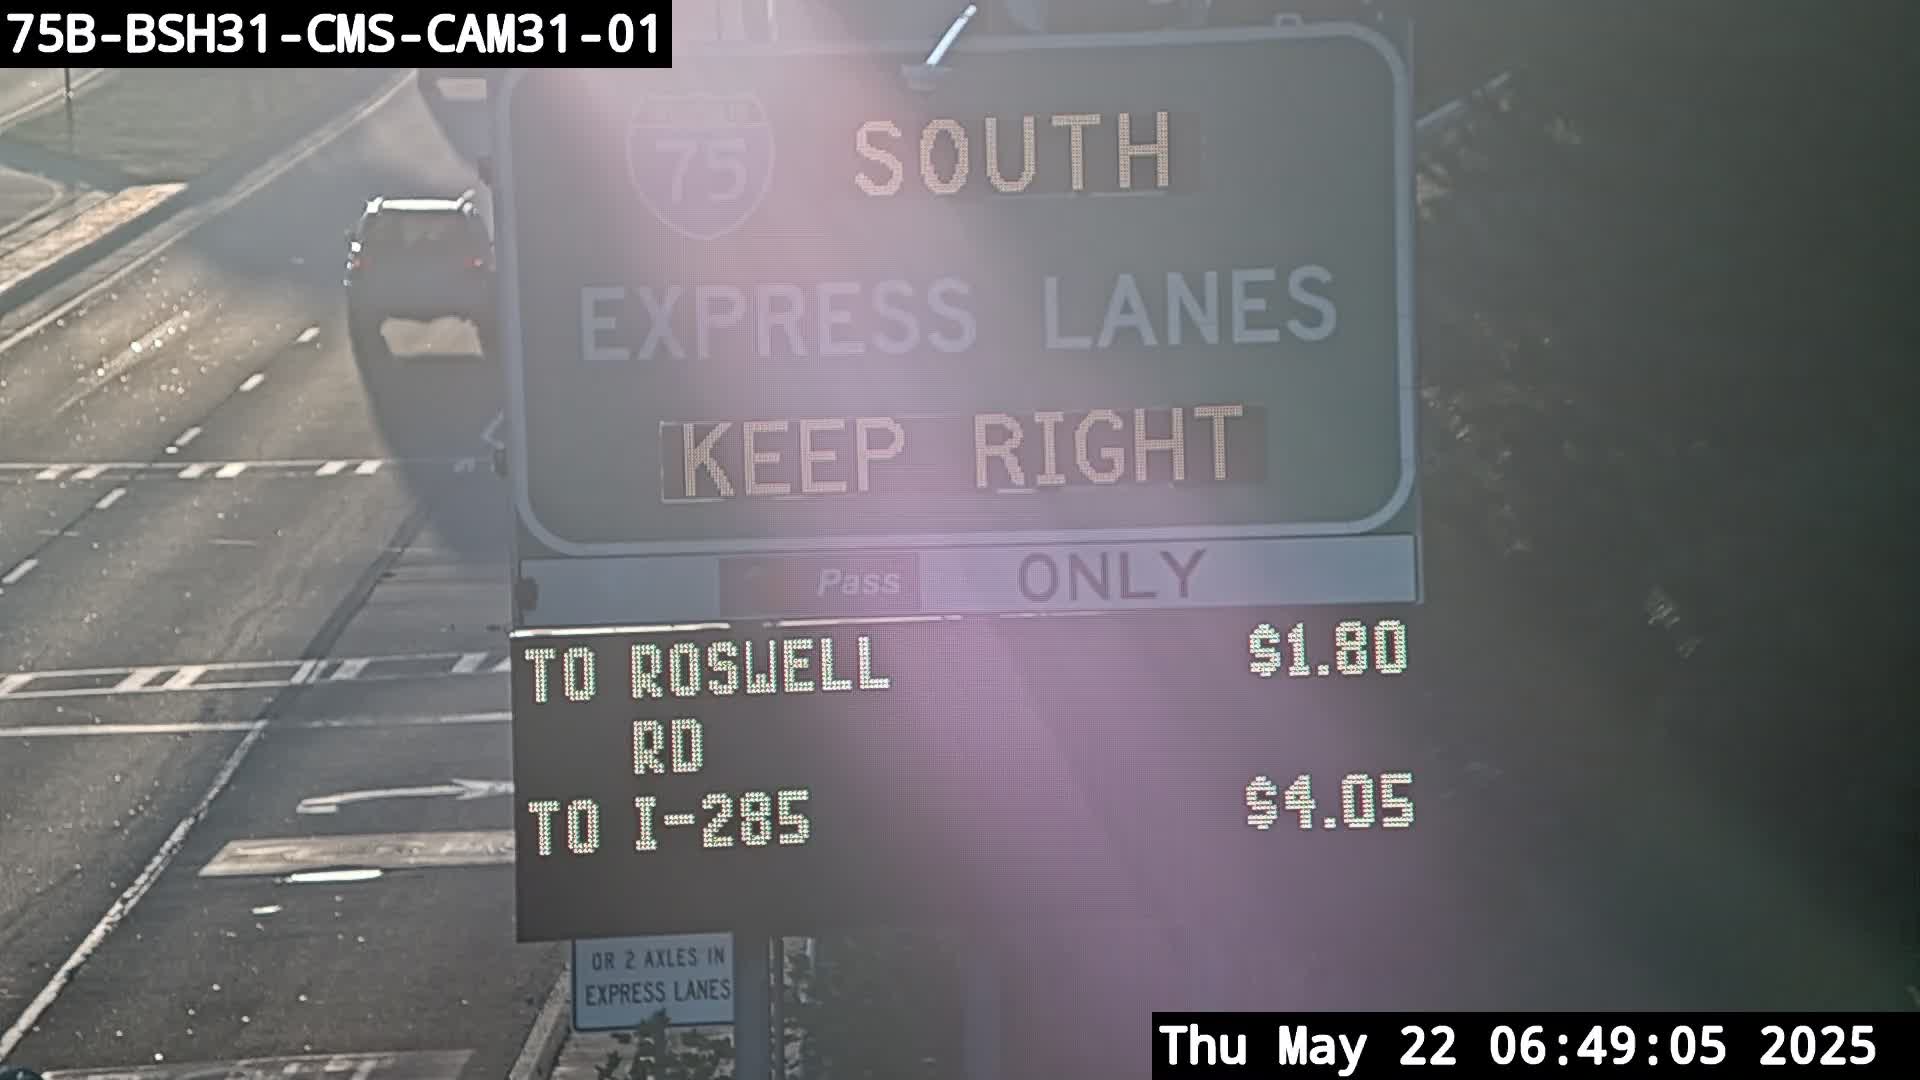 75B-BSH31-CMS-CAM31-01
75 SOUTH
EXPRESS LANES
KEEP RIGHT
Pass ONLY
TO ROSWELL $1.80
RD
TO I-285 $4.05
OR 2 AXLES IN
EXPRESS LANES
Thu May 22 06:49:05 2025